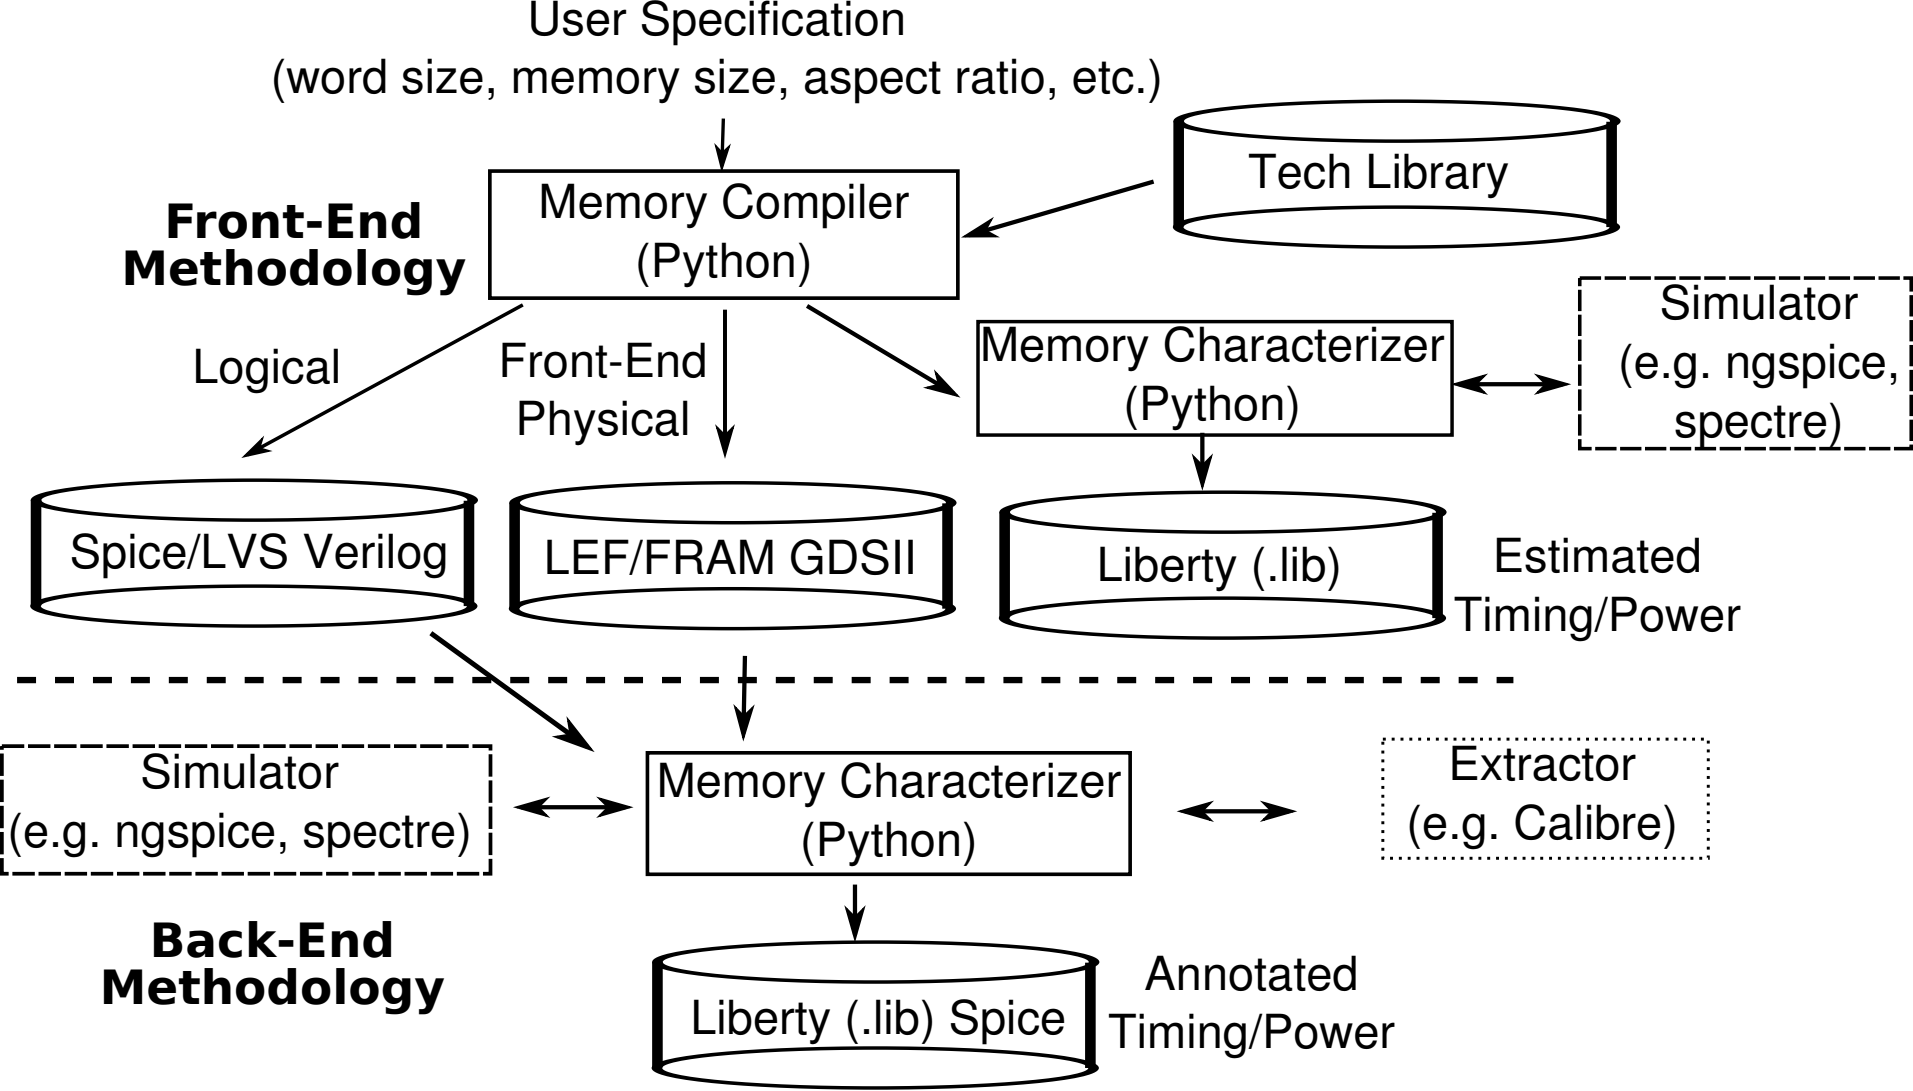 User Specification
(word size, memory size, aspect ratio, etc.)
Tech Library
Memory Compiler
(Python)
Front-End
Methodology
Simulator
(e.g. ngspice,
spectre)
Memory Characterizer
(Python)
Logical
Front-End
Physical
Spice/LVS Verilog
LEF/FRAM GDSII
Liberty (.lib)
Estimated
Timing/Power
Simulator
(e.g. ngspice, spectre)
Memory Characterizer
(Python)
Extractor
(e.g. Calibre)
Back-End
Methodology
Liberty (.lib) Spice
Annotated
Timing/Power